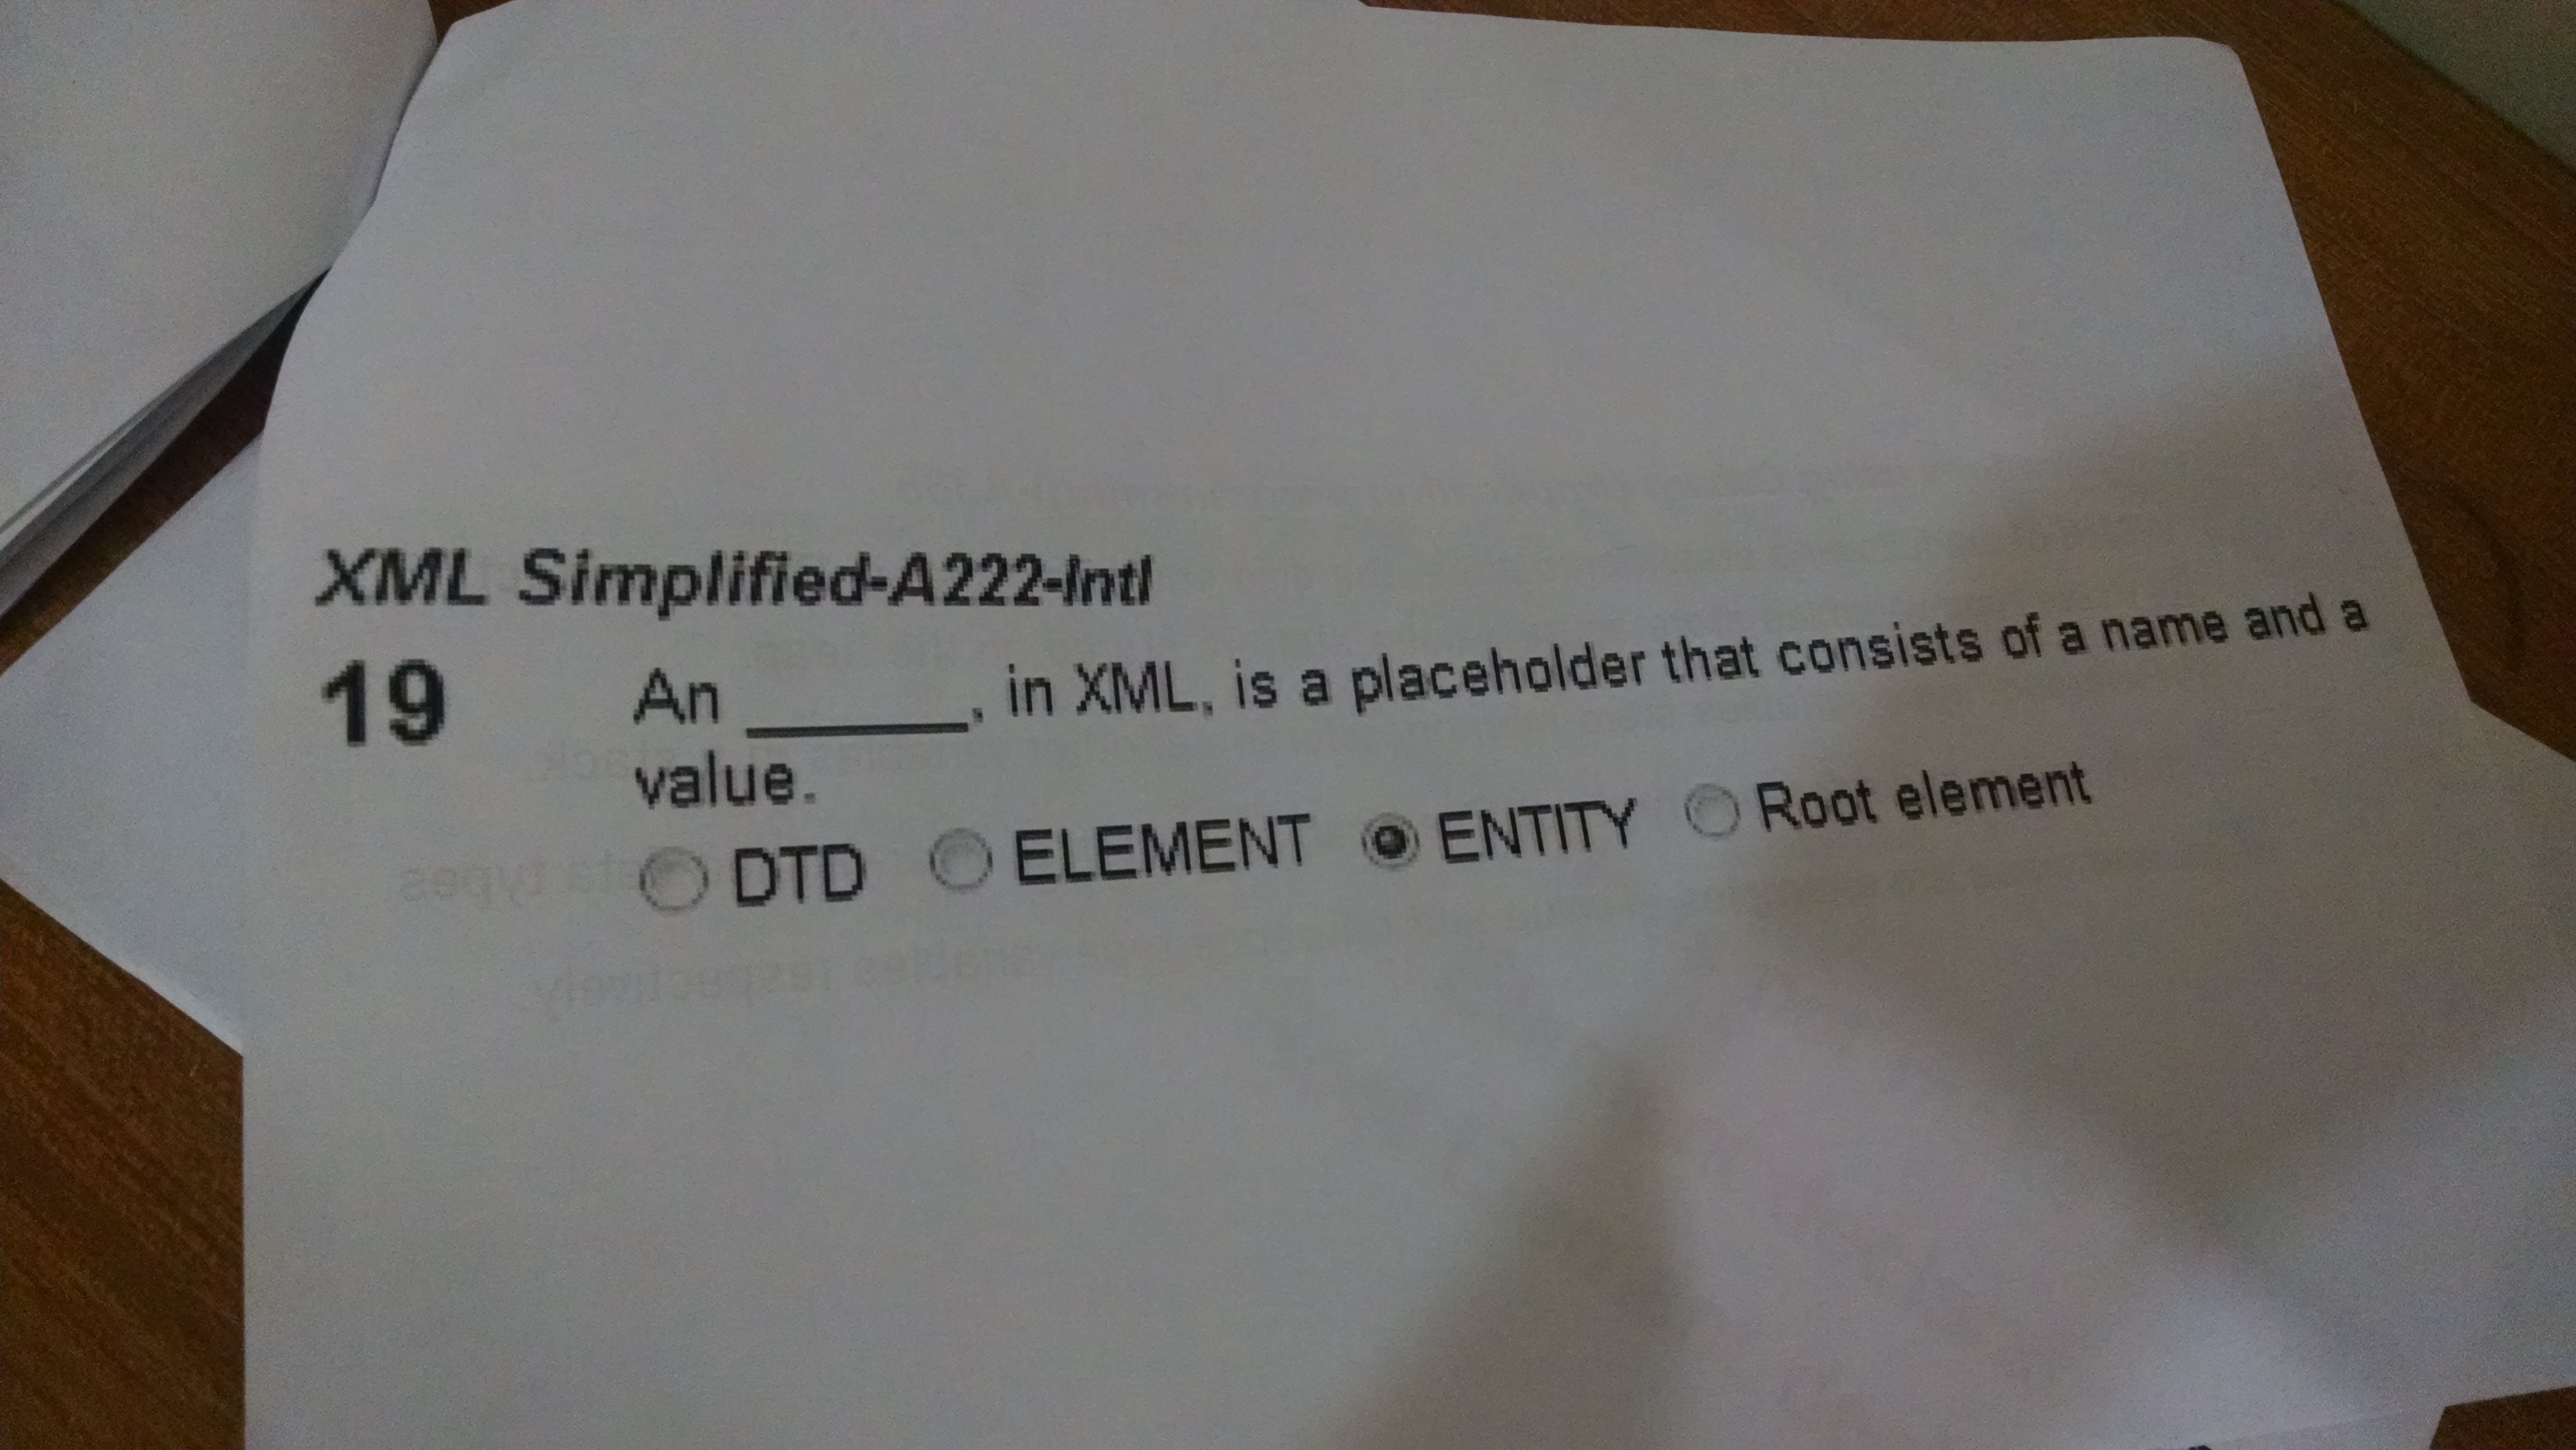 XML Simplified-A222-Intl
19 An ______, in XML, is a placeholder that consists of a name and a
value.
DTD ELEMENT ENTITY Root element